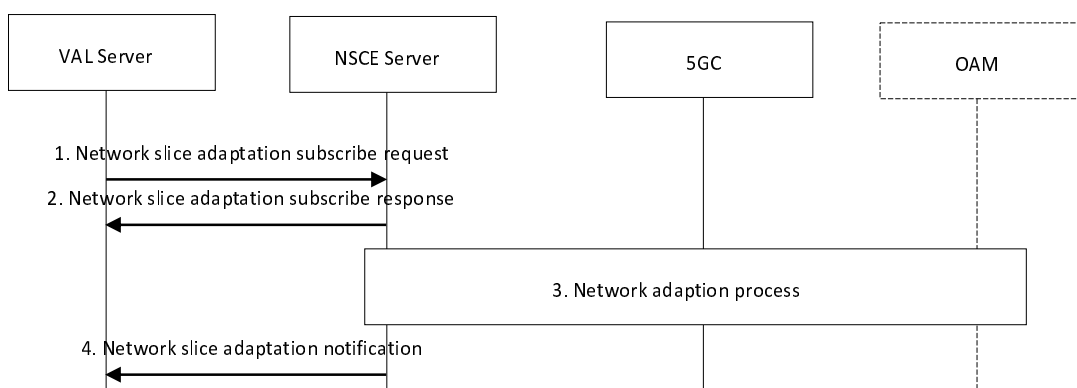 VAL Server
NSCE Server
5GC
OAM
1. Network slice adaptation subscribe request
2. Network slice adaptation subscribe response
3. Network adaption process
4. Network slice adaptation notification